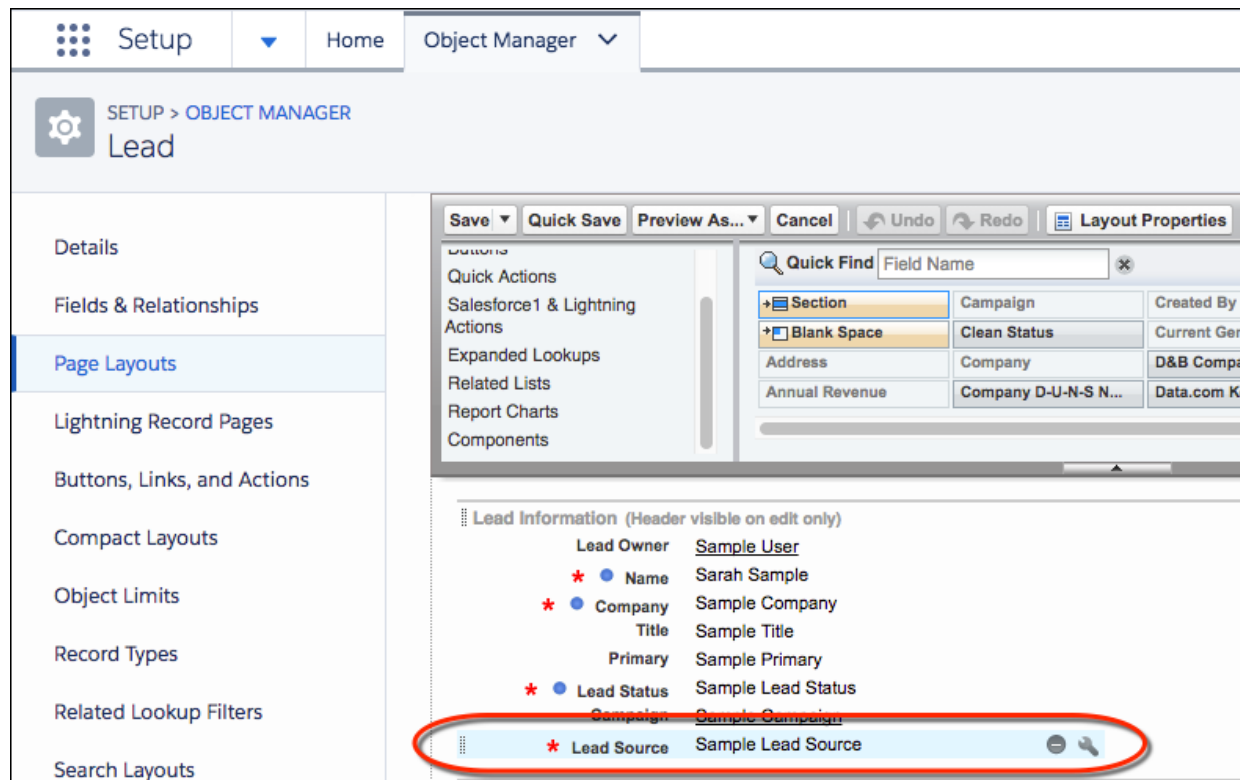 Setup Home Object Manager
SETUP > OBJECT MANAGER
Lead
Details
Fields & Relationships
Page Layouts
Lightning Record Pages
Buttons, Links, and Actions
Compact Layouts
Object Limits
Record Types
Related Lookup Filters
Search Layouts
Save Quick Save Preview As... Cancel Undo Redo Layout Properties
Buttons
Quick Actions
Salesforce1 & Lightning
Actions
Expanded Lookups
Related Lists
Report Charts
Components
Quick Find Field Name
Section Campaign Created By
Blank Space Clean Status Current Ger
Address Company D&B Compa
Annual Revenue Company D-U-N-S N... Data.com K
Lead Information (Header visible on edit only)
Lead Owner Sample User
* Name Sarah Sample
* Company Sample Company
Title Sample Title
Primary Sample Primary
* Lead Status Sample Lead Status
Campaign Sample Campaign
* Lead Source Sample Lead Source